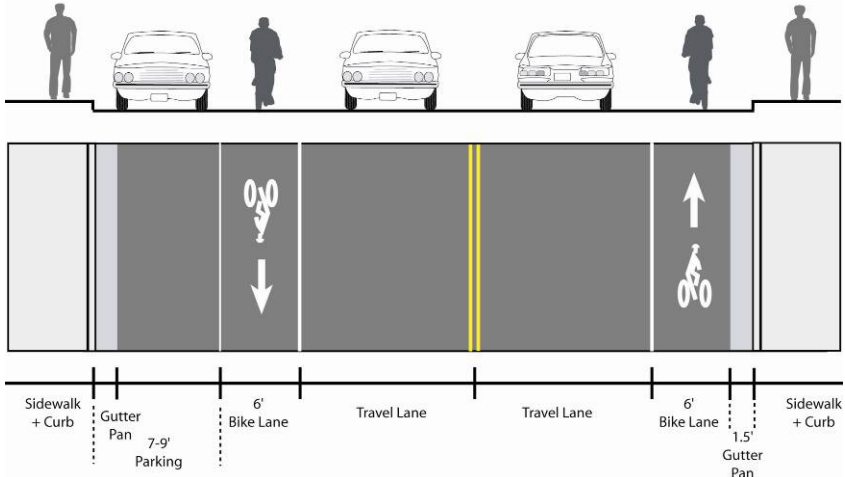 Sidewalk
+ Curb
Gutter
Pan
7-9'
Parking
6'
Bike Lane
Travel Lane
Travel Lane
6'
Bike Lane
1.5'
Gutter
Pan
Sidewalk
+ Curb